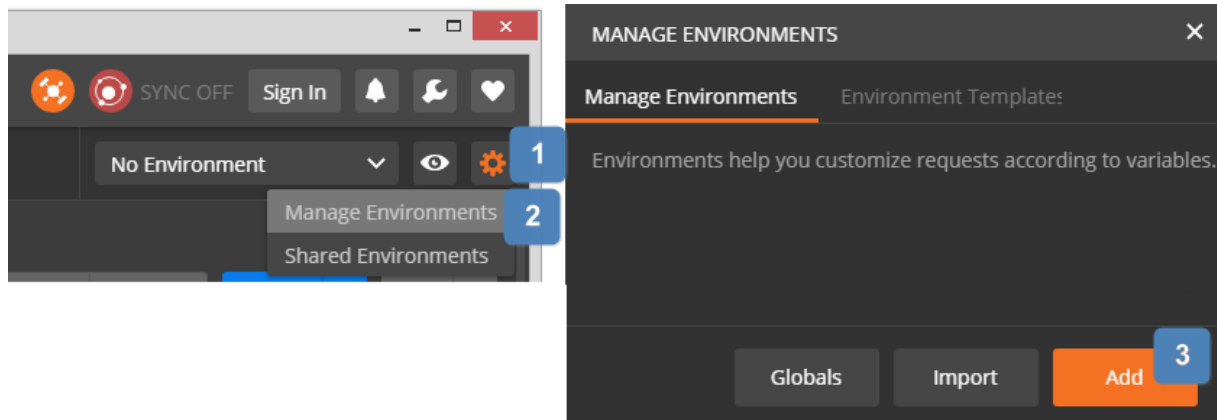 SYNC OFF Sign In
No Environment 1
Manage Environments 2
Shared Environments
MANAGE ENVIRONMENTS
Manage Environments Environment Templates
Environments help you customize requests according to variables.
Globals Import Add 3